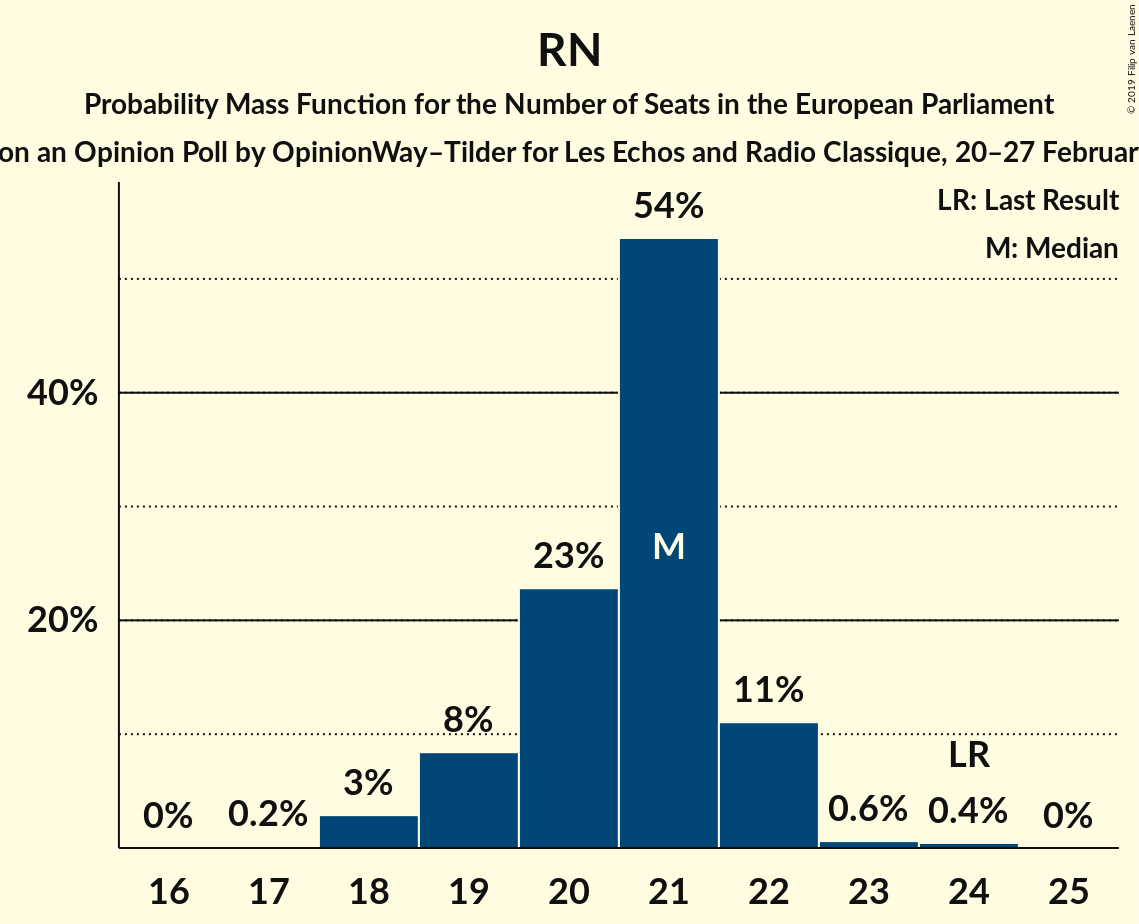 RN
Probability Mass Function for the Number of Seats in the European Parliament
on an Opinion Poll by OpinionWay–Tilder for Les Echos and Radio Classique, 20–27 Februar
© 2019 Filip van Laenen
LR: Last Result
M: Median
54%
40%
M
23%
20%
11%
8%
LR
3%
0% 0.2% 0.6% 0.4% 0%
16 17 18 19 20 21 22 23 24 25